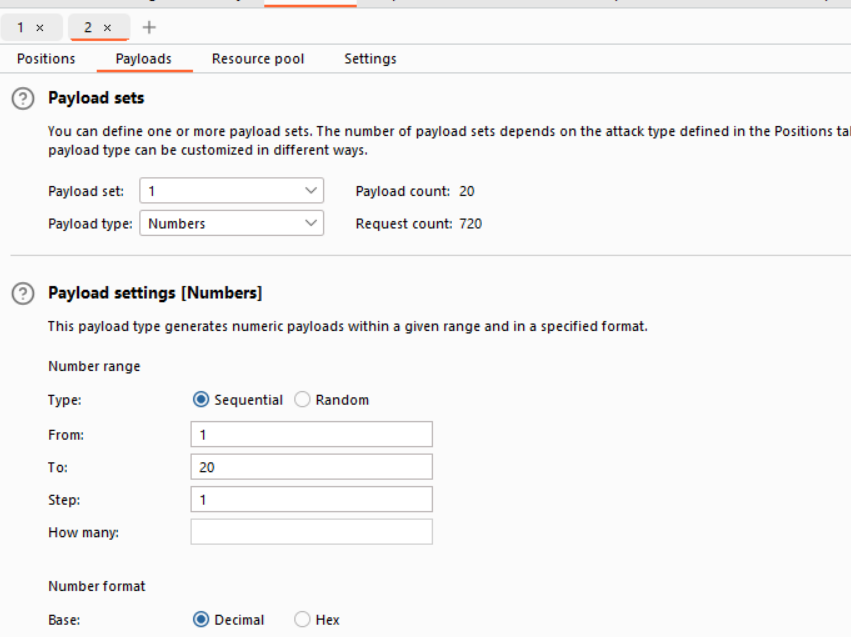 1 ×
2 ×
+
Positions Payloads Resource pool Settings
Payload sets
You can define one or more payload sets. The number of payload sets depends on the attack type defined in the Positions
payload type can be customized in different ways.
Payload set: 1 Payload count: 20
Payload type: Numbers Request count: 720
Payload settings [Numbers]
This payload type generates numeric payloads within a given range and in a specified format.
Number range
Type: Sequential Random
From: 1
To: 20
Step: 1
How many:
Number format
Base: Decimal Hex